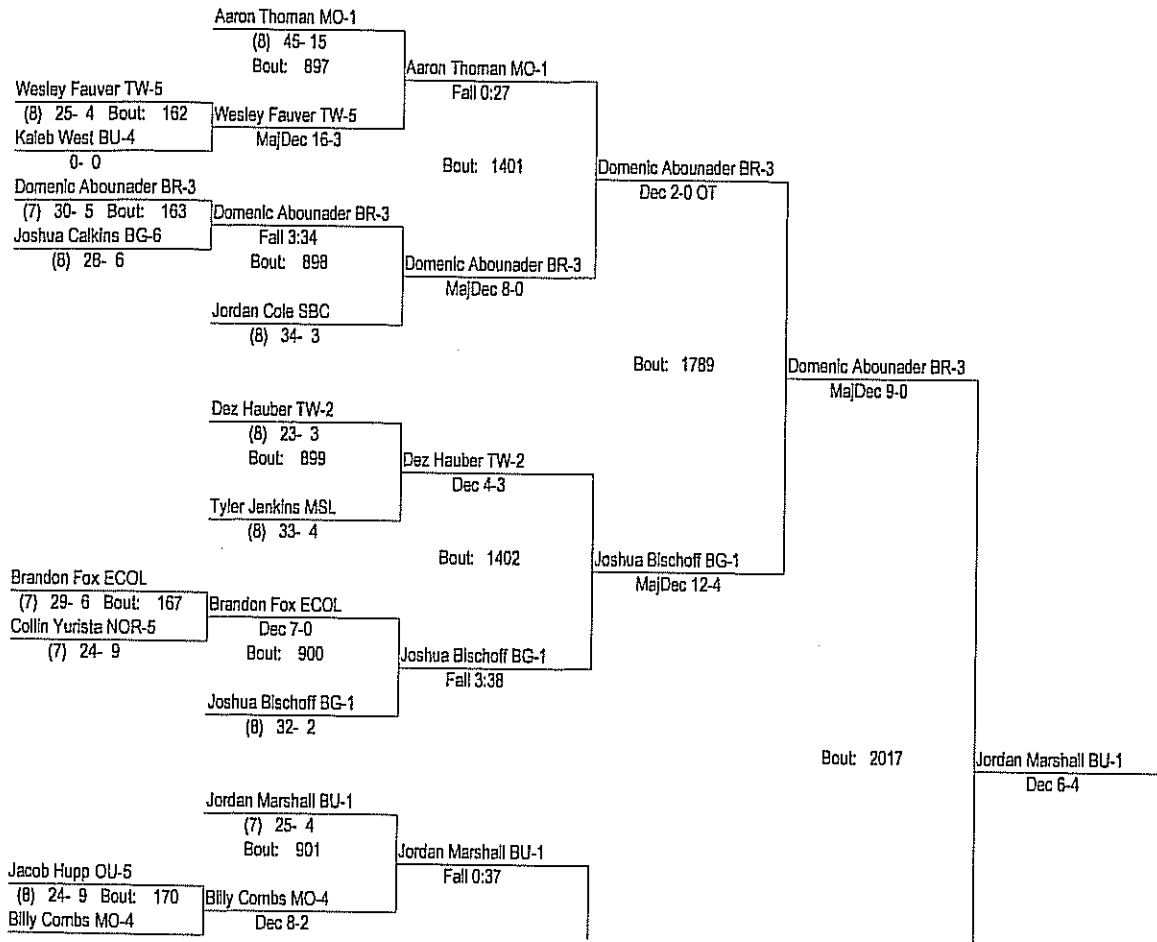 Aaron Thoman MO-1
(8) 45- 15
Bout: 897
Aaron Thoman MO-1
Fall 0:27
Wesley Fauver TW-5
(8) 25- 4 Bout: 162
Wesley Fauver TW-5
Kaleb West BU-4
MajDec 16-3
0- 0
Bout: 1401
Domenic Abounader BR-3
Dec 2-0 OT
Domenic Abounader BR-3
(7) 30- 5 Bout: 163
Domenic Abounader BR-3
Joshua Calkins BG-6
Fall 3:34
(8) 28- 6
Bout: 898
Domenic Abounader BR-3
MajDec 8-0
Jordan Cole SBC
(8) 34- 3
Bout: 1789
Domenic Abounader BR-3
MajDec 9-0
Dez Hauber TW-2
(8) 23- 3
Bout: 899
Dez Hauber TW-2
Dec 4-3
Tyler Jenkins MSL
(8) 33- 4
Bout: 1402
Joshua Bischoff BG-1
MajDec 12-4
Brandon Fox ECOL
(7) 29- 6 Bout: 167
Brandon Fox ECOL
Collin Yurista NOR-5
Dec 7-0
(7) 24- 9
Bout: 900
Joshua Bischoff BG-1
Fall 3:38
Joshua Bischoff BG-1
(8) 32- 2
Bout: 2017
Jordan Marshall BU-1
Dec 6-4
Jordan Marshall BU-1
(7) 25- 4
Bout: 901
Jordan Marshall BU-1
Fall 0:37
Jacob Hupp OU-5
(8) 24- 9 Bout: 170
Billy Combs MO-4
Billy Combs MO-4
Dec 8-2